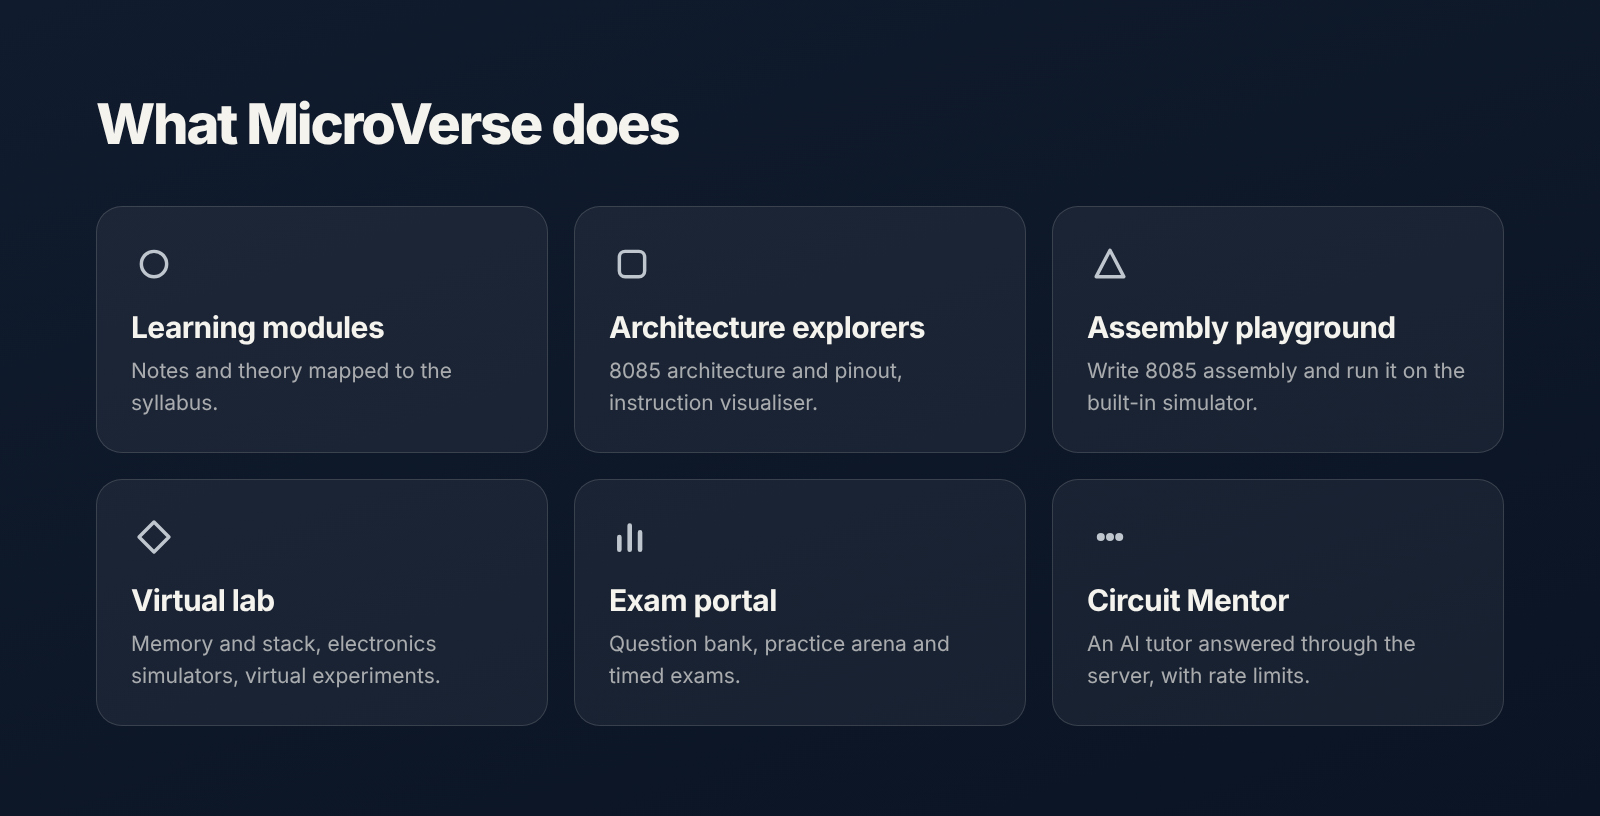 What MicroVerse does
Learning modules
Notes and theory mapped to the
syllabus.
Architecture explorers
8085 architecture and pinout,
instruction visualiser.
Assembly playground
Write 8085 assembly and run it on the
built-in simulator.
Virtual lab
Memory and stack, electronics
simulators, virtual experiments.
Exam portal
Question bank, practice arena and
timed exams.
Circuit Mentor
An AI tutor answered through the
server, with rate limits.